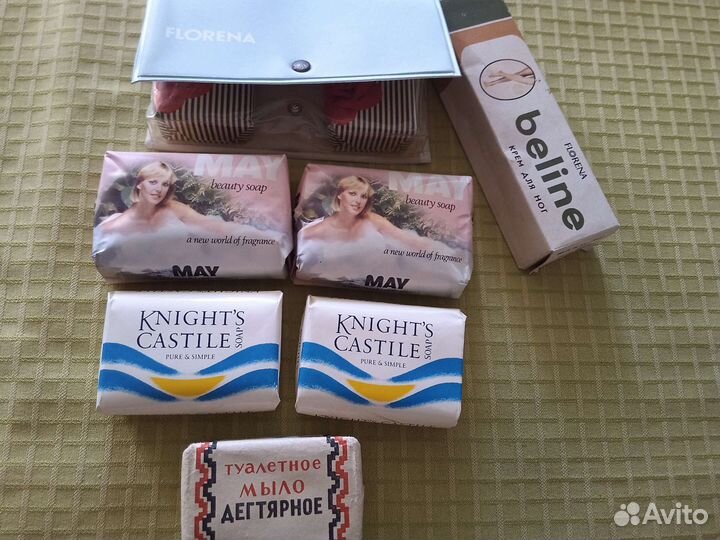 FLORENA
beline
FLORENA
КРЕМ ДЛЯ НОГ
MAY
beauty soap
a new world of fragrance
MAY
MAY
beauty soap
a new world of fragrance
MAY
KNIGHT'S
CASTILE
SOAP
PURE & SIMPLE
KNIGHT'S
CASTILE
SOAP
PURE & SIMPLE
ТУАЛЕТНОЕ
МЫЛО
ДЕГТЯРНОЕ
Avito